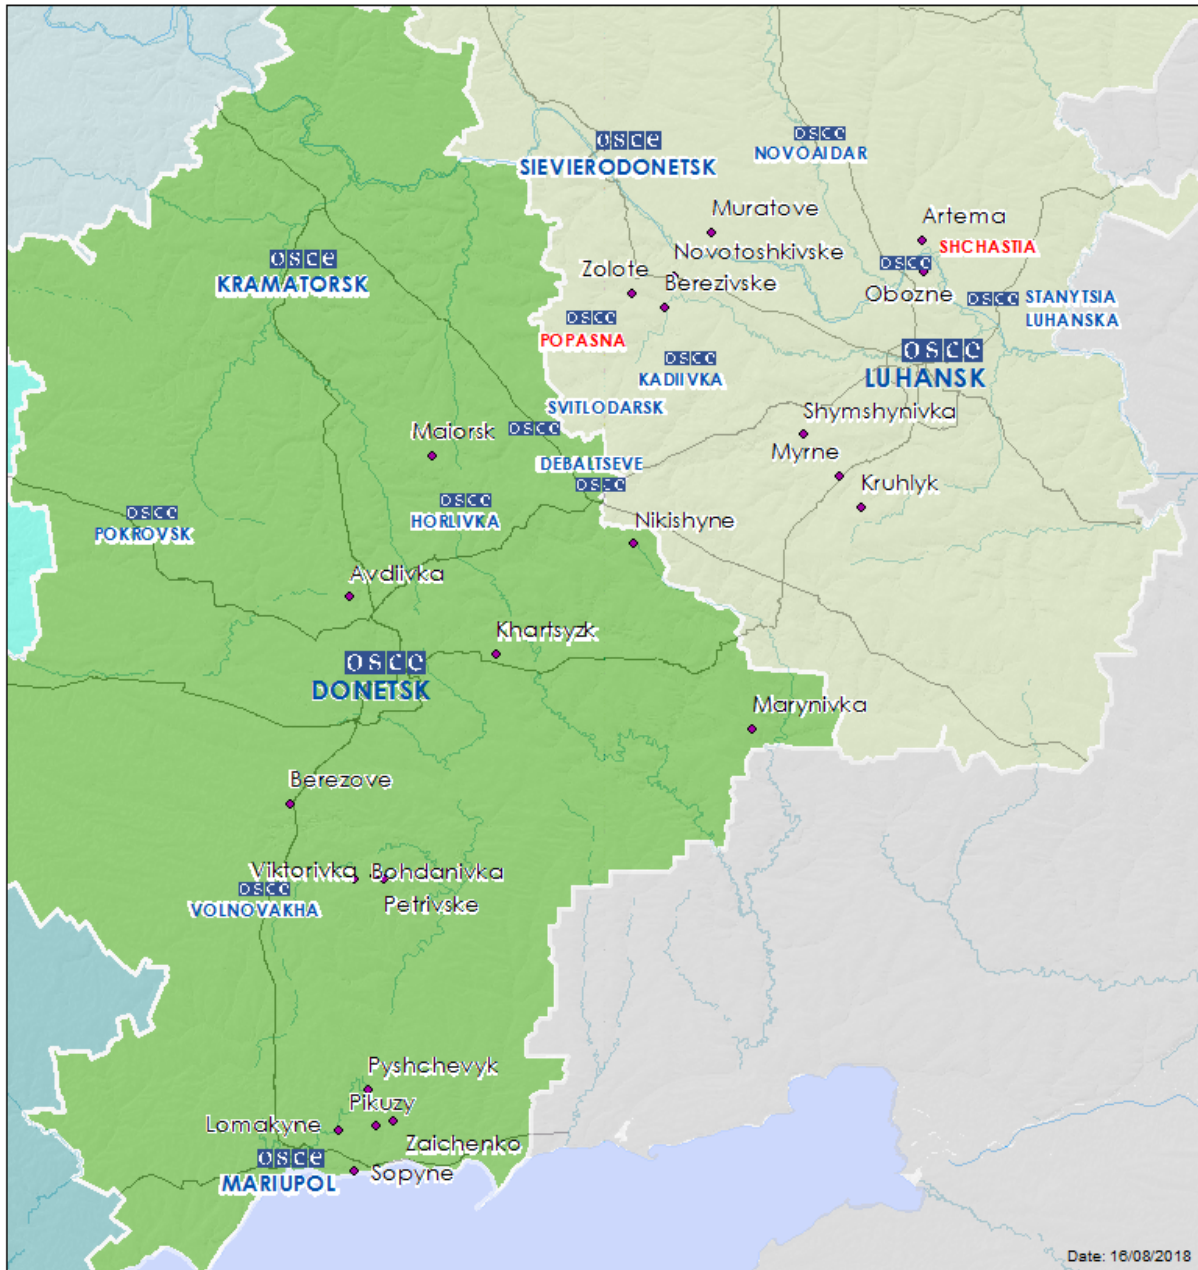 osce
SIEVIERODONETSK
osce
NOVOAIDAR
Muratove
Artema
SHCHASTIA
osce
Obozne
osce
STANYTSIA
LUHANSKA
Novotoshkivske
Zolote
Berezivske
osce
KRAMATORSK
osce
POPASNA
osce
KADIIVKA
osce
LUHANSK
SVITLODARSK
osce
Shymshynivka
Maiorsk
Myrne
DEBALTSEVE
osce
Kruhlyk
osce
HORLIVKA
osce
POKROVSK
Nikishyne
Avdiivka
Khartsyzk
osce
DONETSK
Marynivka
Berezove
Viktorivka
Bohdanivka
osce
VOLNOVAKHA
Petrivske
Pyshchevyk
Pikuzy
Lomakyne
Zaichenko
osce
MARIUPOL
Sopyne
Date: 16/08/2018